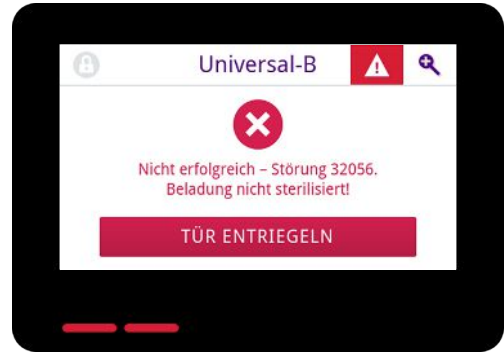 Universal-B
Nicht erfolgreich – Störung 32056.
Beladung nicht sterilisiert!
TÜR ENTRIEGELN